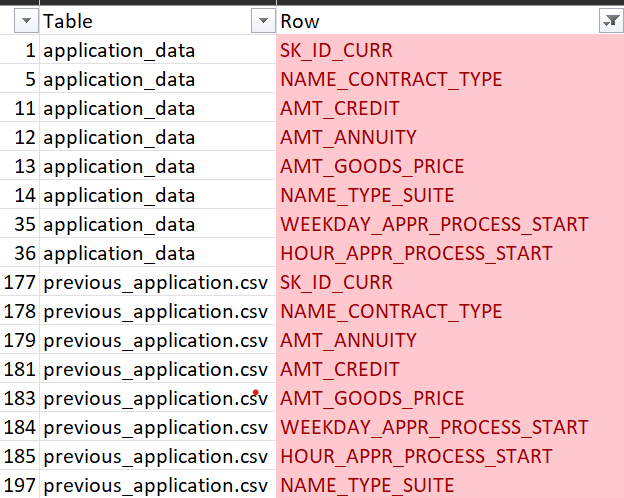 Table Row
1 application_data SK_ID_CURR
5 application_data NAME_CONTRACT_TYPE
11 application_data AMT_CREDIT
12 application_data AMT_ANNUITY
13 application_data AMT_GOODS_PRICE
14 application_data NAME_TYPE_SUITE
35 application_data WEEKDAY_APPR_PROCESS_START
36 application_data HOUR_APPR_PROCESS_START
177 previous_application.csv SK_ID_CURR
178 previous_application.csv NAME_CONTRACT_TYPE
179 previous_application.csv AMT_ANNUITY
181 previous_application.csv AMT_CREDIT
183 previous_application.csv AMT_GOODS_PRICE
184 previous_application.csv WEEKDAY_APPR_PROCESS_START
185 previous_application.csv HOUR_APPR_PROCESS_START
197 previous_application.csv NAME_TYPE_SUITE